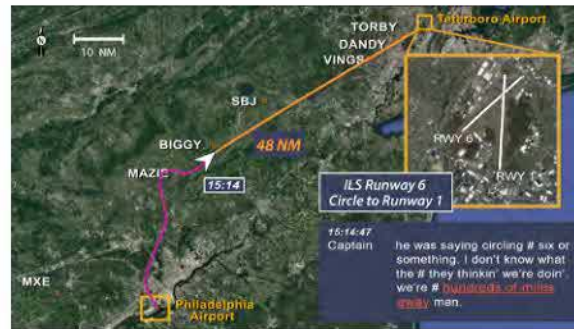 TORBY
Teterboro Airport
DANDY
VINGS
N
10 NM
SBJ
BIGGY
48 NM
MAZIE
15:14
RWY 6
RWY 1
ILS Runway 6
Circle to Runway 1
15:14:47
Captain
he was saying circling # six or
something. I don't know what
the # they thinkin' we're doin'.
we're # hundreds of miles
away man.
MXE
Philadelphia
Airport